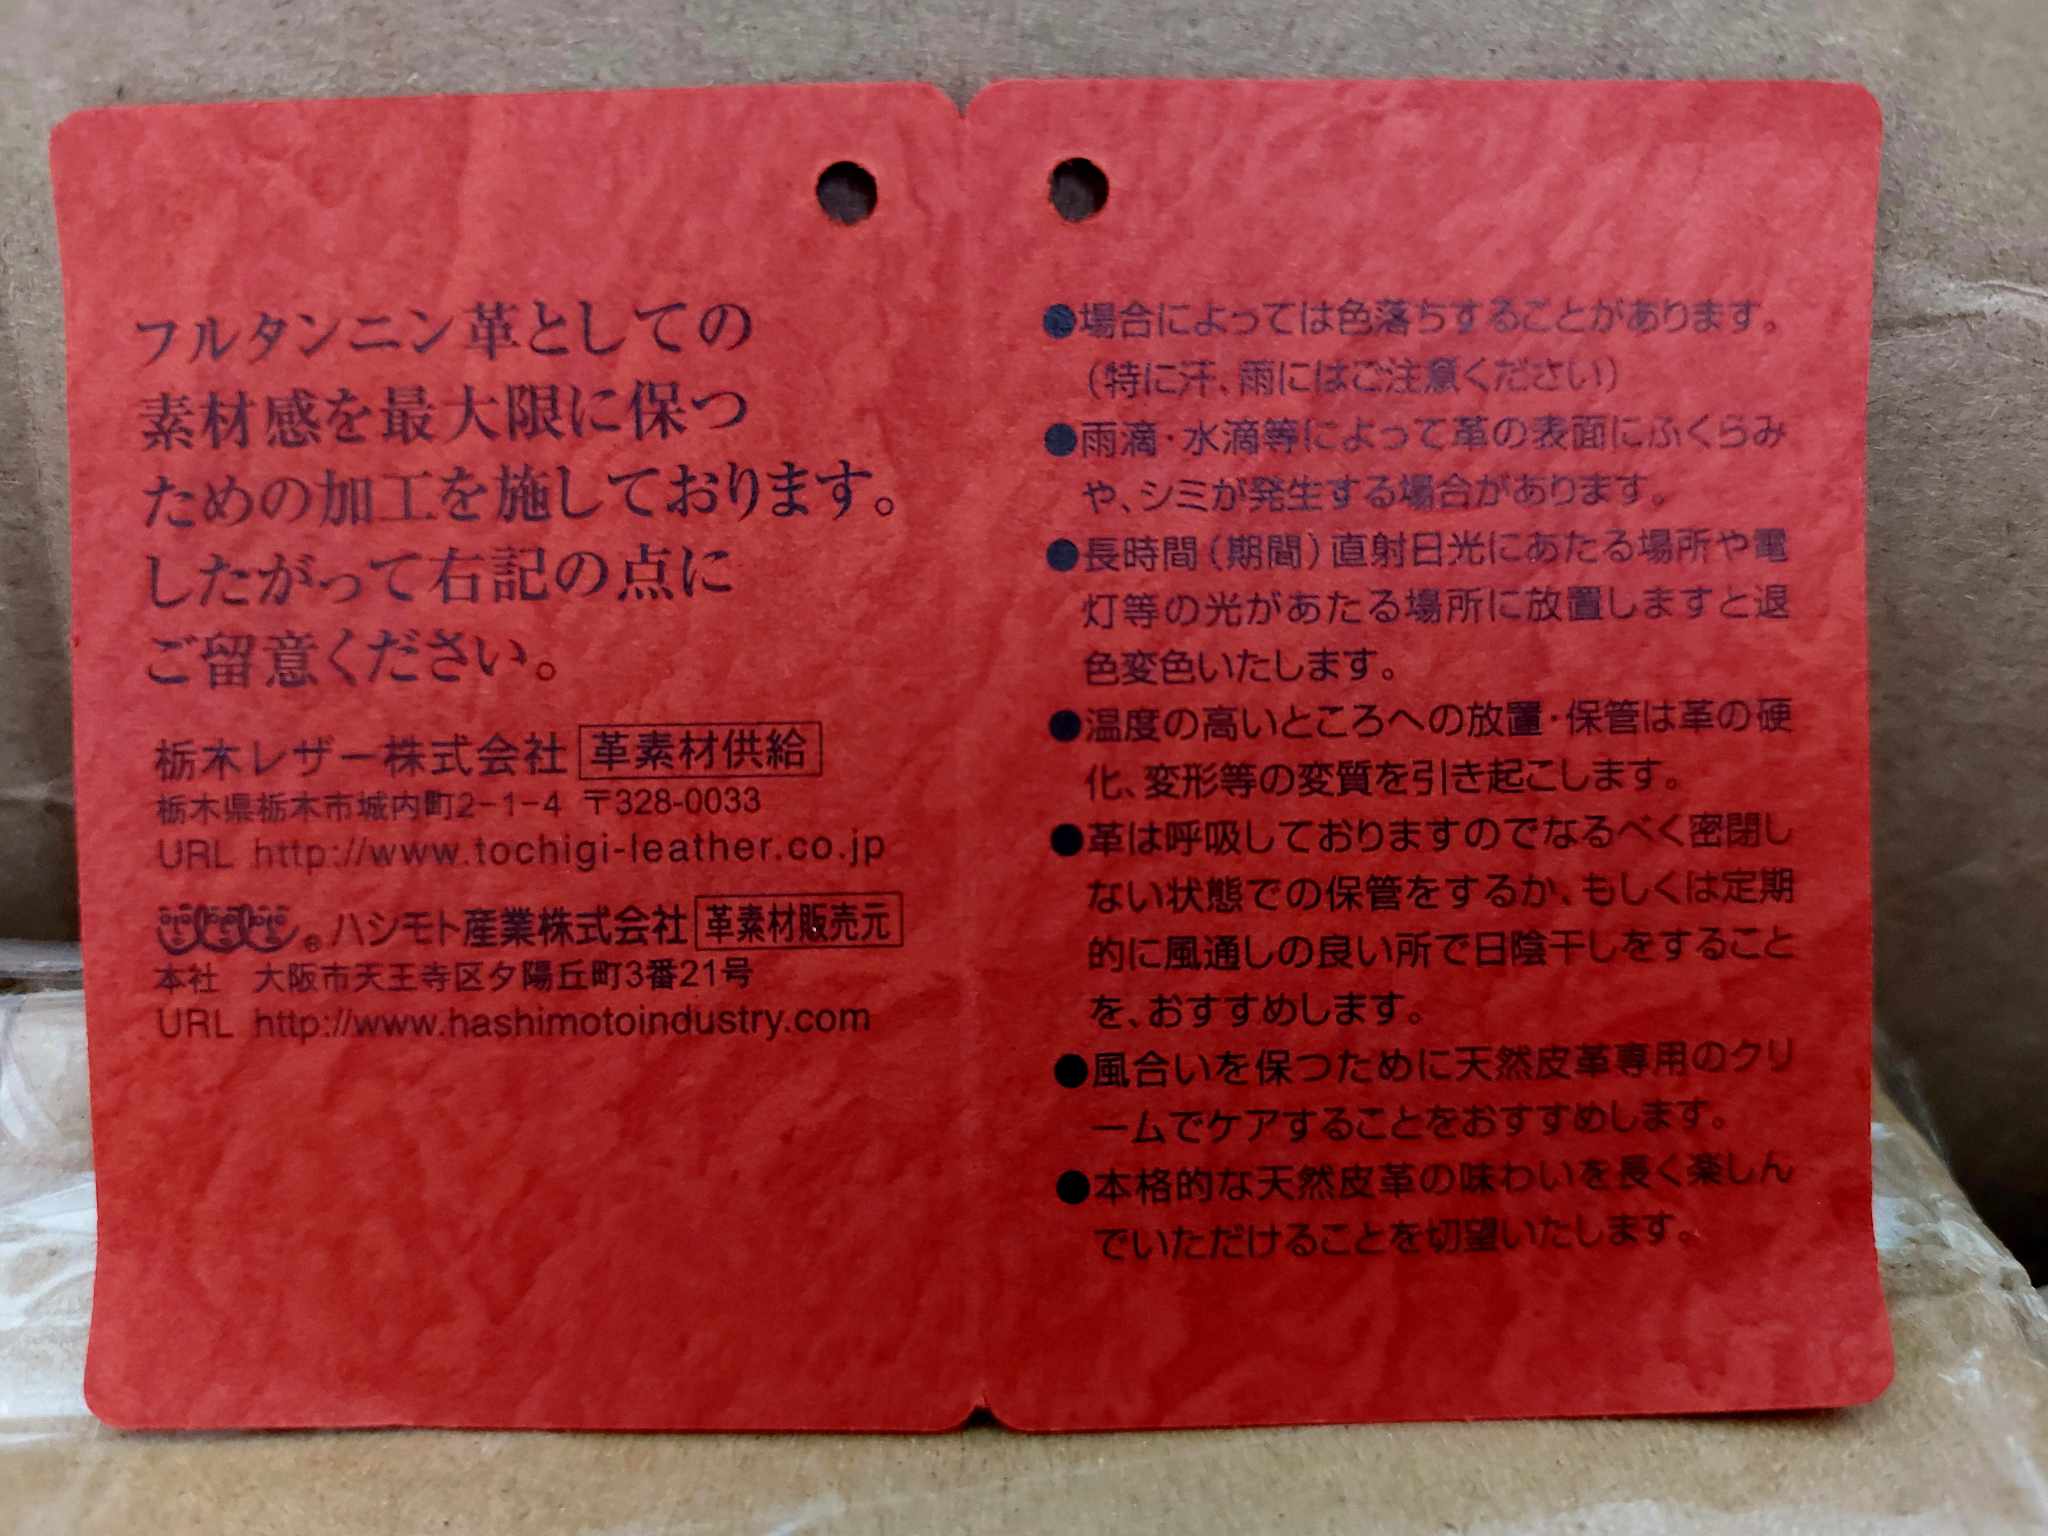 フルタンニン革としての
素材感を最大限に保つ
ための加工を施しております。
したがって右記の点に
ご留意ください。
栃木レザー株式会社 革素材供給
栃木県栃木市城内町2-1-4 〒328-0033
URL http://www.tochigi-leather.co.jp
® ハシモト産業株式会社 革素材販売元
本社 大阪市天王寺区夕陽丘町3番21号
URL http://www.hashimotoindustry.com
●場合によっては色落ちすることがあります。
(特に汗、雨にはご注意ください)
●雨滴・水滴等によって革の表面にふくらみ
や、シミが発生する場合があります。
●長時間(期間)直射日光にあたる場所や電
灯等の光があたる場所に放置しますと退
色変色いたします。
●温度の高いところへの放置・保管は革の硬
化、変形等の変質を引き起こします。
●革は呼吸しておりますのでなるべく密閉し
ない状態での保管をするか、もしくは定期
的に風通しの良い所で日陰干しをすること
を、おすすめします。
●風合いを保つために天然皮革専用のクリ
ームでケアすることをおすすめします。
●本格的な天然皮革の味わいを長く楽しん
でいただけることを切望いたします。